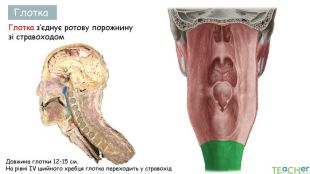 Глотка
Глотка з'єднує ротову порожнину
зі стравоходом
Довжина глотки 12-15 см.
На рівні IV шийного хребця глотка переходить у стравохід
TEACHer